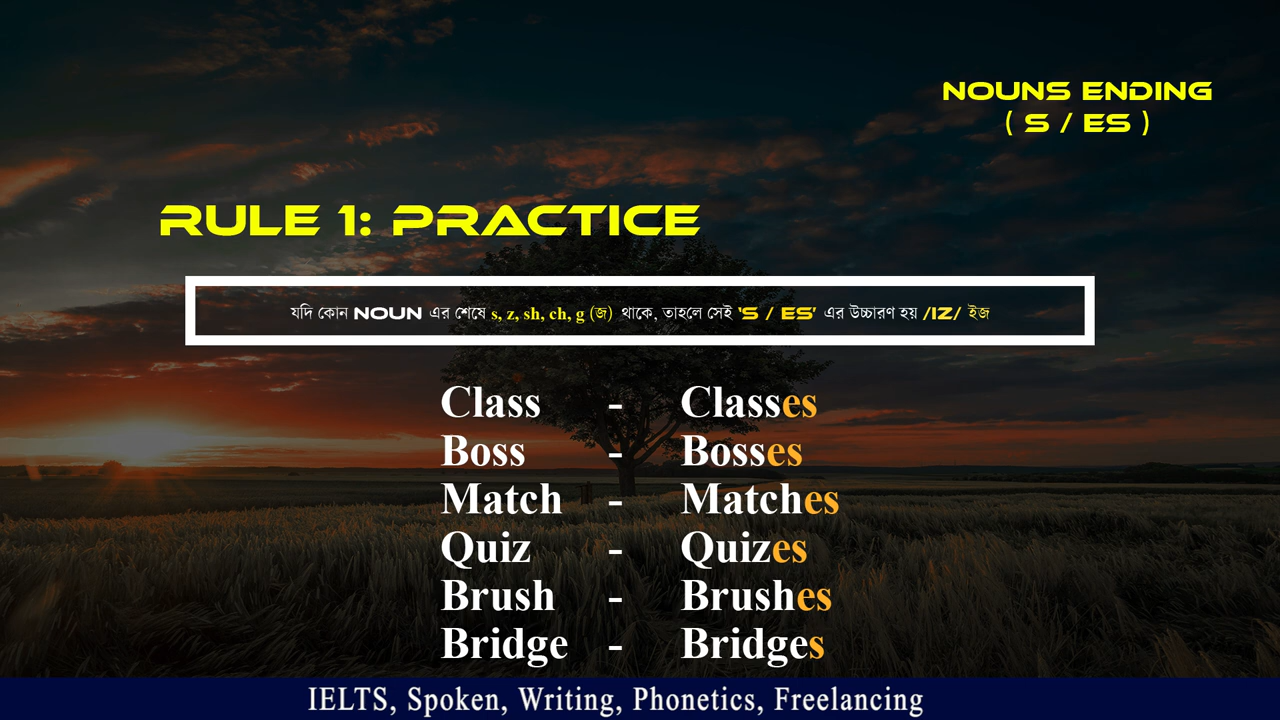 NOUNS ENDING
( S / ES )
RULE 1: PRACTICE
যদি কোন NOUN এর শেষে s, z, sh, ch, g (জ) থাকে, তাহলে সেই 'S / ES' এর উচ্চারণ হয় /IZ/ ইজ
Class - Classes
Boss - Bosses
Match - Matches
Quiz - Quizes
Brush - Brushes
Bridge - Bridges
IELTS, Spoken, Writing, Phonetics, Freelancing